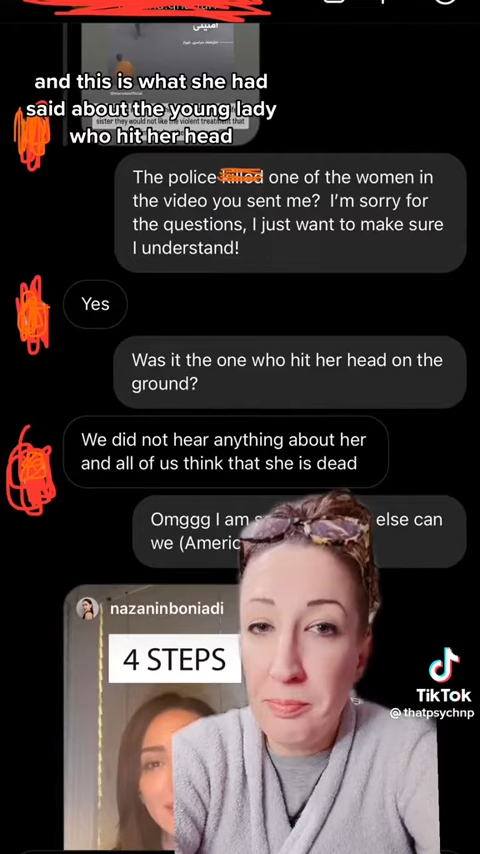 امنیتی
and this is what she had
said about the young lady
sister they would not like the violent treatment that
who hit her head
The police killed one of the women in
the video you sent me? I'm sorry for
the questions, I just want to make sure
I understand!
Yes
Was it the one who hit her head on the
ground?
We did not hear anything about her
and all of us think that she is dead
Omggg I am else can
we (Americ
nazaninboniadi
4 STEPS
TikTok
@thatpsychnp